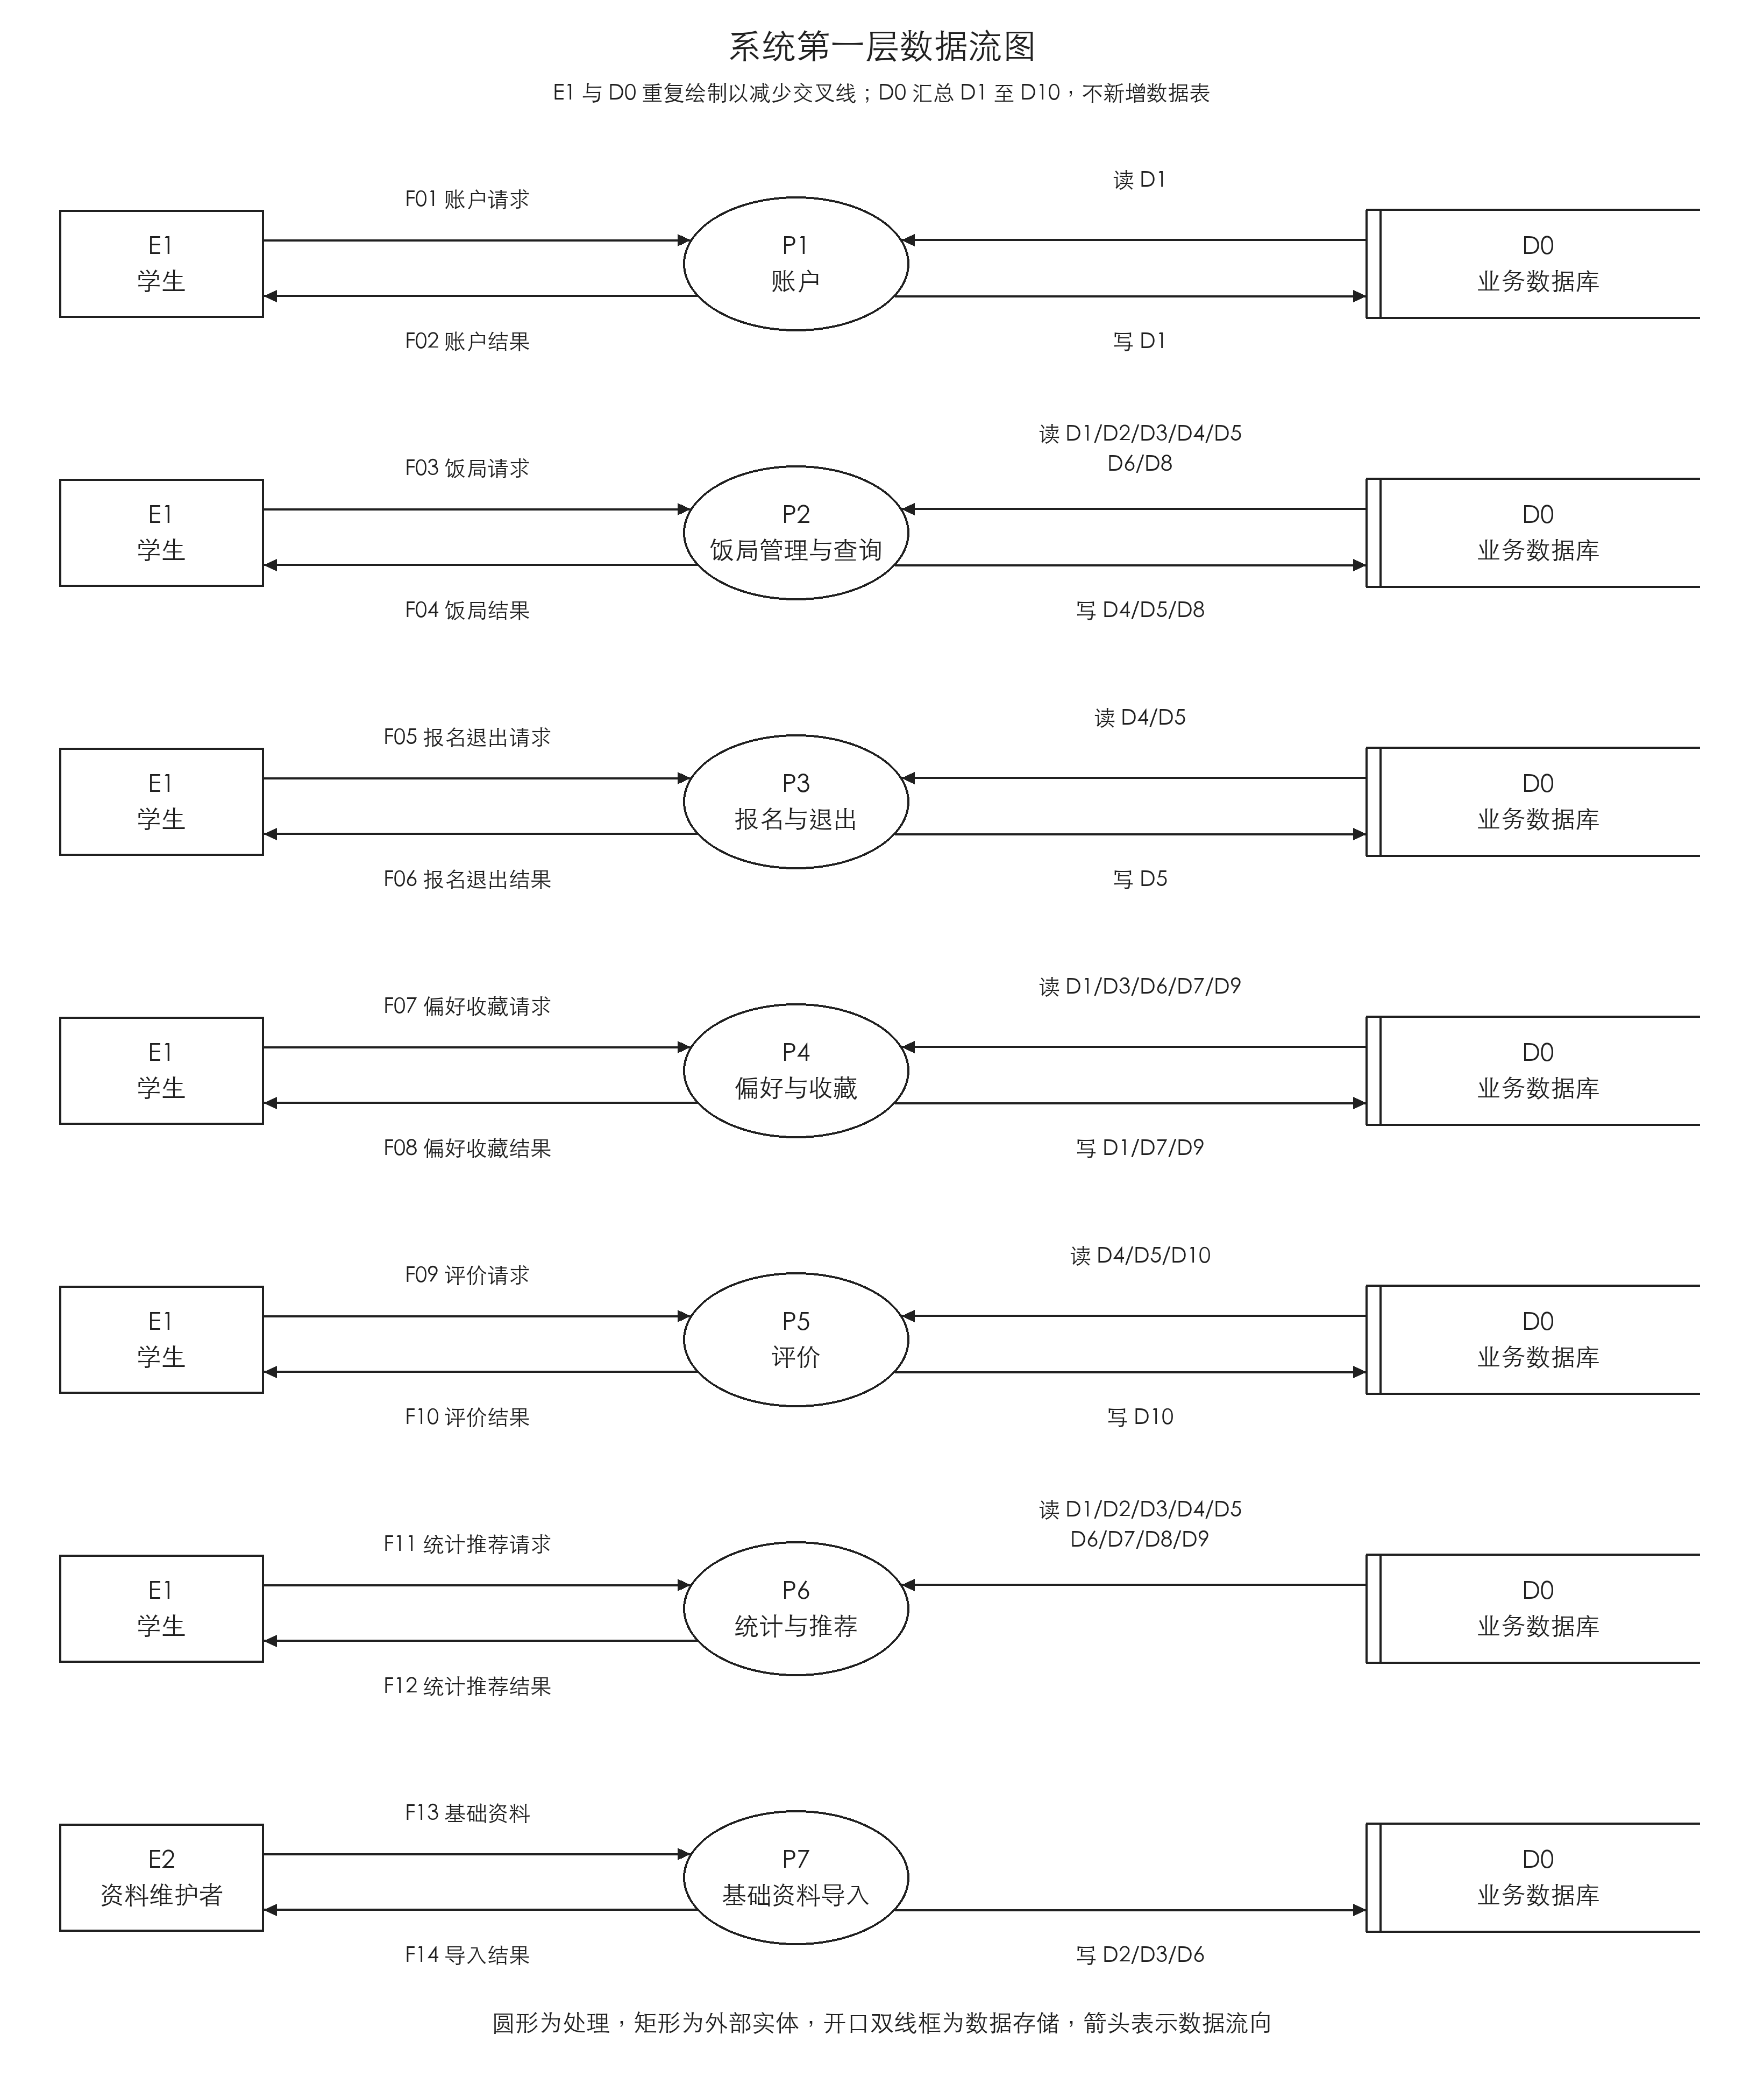 系统第一层数据流图
E1 与 D0 重复绘制以减少交叉线；D0 汇总 D1 至 D10，不新增数据表
F01 账户请求
读 D1
E1
学生
P1
账户
D0
业务数据库
F02 账户结果
写 D1
F03 饭局请求
读 D1/D2/D3/D4/D5
D6/D8
E1
学生
P2
饭局管理与查询
D0
业务数据库
F04 饭局结果
写 D4/D5/D8
F05 报名退出请求
读 D4/D5
E1
学生
P3
报名与退出
D0
业务数据库
F06 报名退出结果
写 D5
F07 偏好收藏请求
读 D1/D3/D6/D7/D9
E1
学生
P4
偏好与收藏
D0
业务数据库
F08 偏好收藏结果
写 D1/D7/D9
F09 评价请求
读 D4/D5/D10
E1
学生
P5
评价
D0
业务数据库
F10 评价结果
写 D10
F11 统计推荐请求
读 D1/D2/D3/D4/D5
D6/D7/D8/D9
E1
学生
P6
统计与推荐
D0
业务数据库
F12 统计推荐结果
F13 基础资料
E2
资料维护者
P7
基础资料导入
D0
业务数据库
F14 导入结果
写 D2/D3/D6
圆形为处理，矩形为外部实体，开口双线框为数据存储，箭头表示数据流向